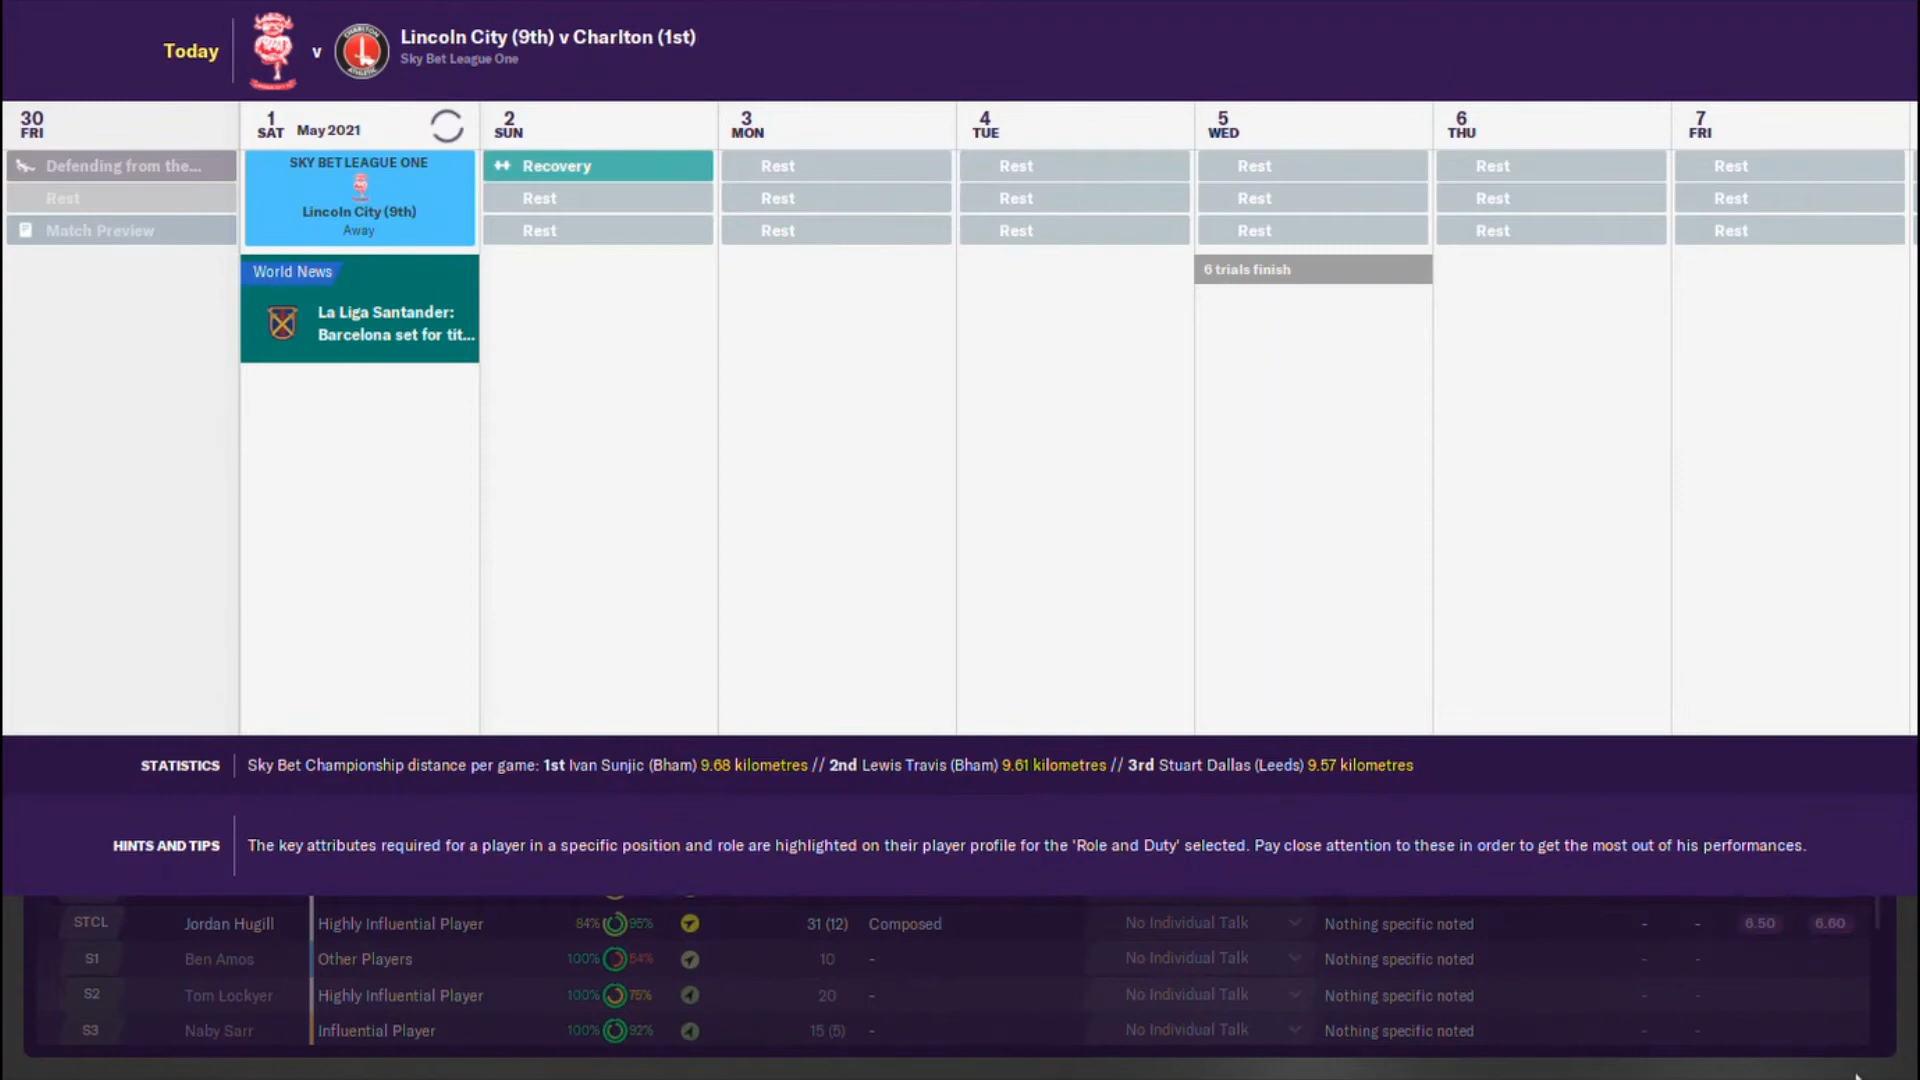 Today
v
Lincoln City (9th) v Charlton (1st)
Sky Bet League One
30
FRI
1
SAT May 2021
2
SUN
3
MON
4
TUE
5
WED
6
THU
7
FRI
Defending from the...
Rest
Match Preview
SKY BET LEAGUE ONE
Lincoln City (9th)
Away
World News
La Liga Santander:
Barcelona set for tit...
Recovery
Rest
Rest
Rest
Rest
Rest
Rest
Rest
Rest
Rest
Rest
Rest
6 trials finish
Rest
Rest
Rest
Rest
Rest
Rest
STATISTICS Sky Bet Championship distance per game: 1st Ivan Sunjic (Bham) 9.68 kilometres // 2nd Lewis Travis (Bham) 9.61 kilometres // 3rd Stuart Dallas (Leeds) 9.57 kilometres
HINTS AND TIPS The key attributes required for a player in a specific position and role are highlighted on their player profile for the 'Role and Duty' selected. Pay close attention to these in order to get the most out of his performances.
STCL Jordan Hugill Highly Influential Player 84% 95% 31 (12) Composed No Individual Talk Nothing specific noted - - 6.50 6.60
S1 Ben Amos Other Players 100% 54% 10 - No Individual Talk Nothing specific noted - -
S2 Tom Lockyer Highly Influential Player 100% 75% 20 - No Individual Talk Nothing specific noted - -
S3 Naby Sarr Influential Player 100% 92% 15 (5) - No Individual Talk Nothing specific noted - -